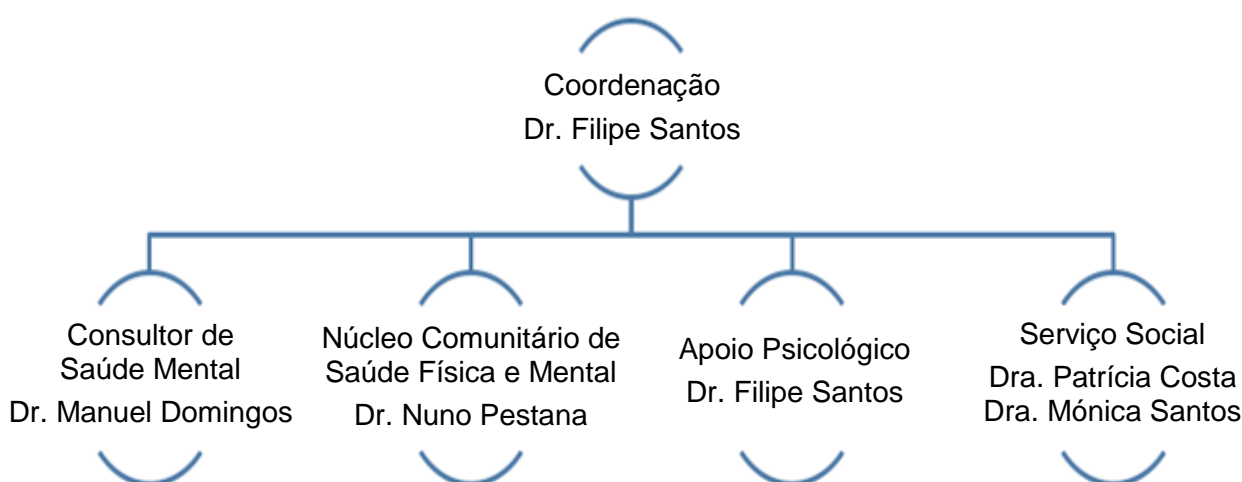 Coordenação
Dr. Filipe Santos
Consultor de
Saúde Mental
Dr. Manuel Domingos
Núcleo Comunitário de
Saúde Física e Mental
Dr. Nuno Pestana
Apoio Psicológico
Dr. Filipe Santos
Serviço Social
Dra. Patrícia Costa
Dra. Mónica Santos